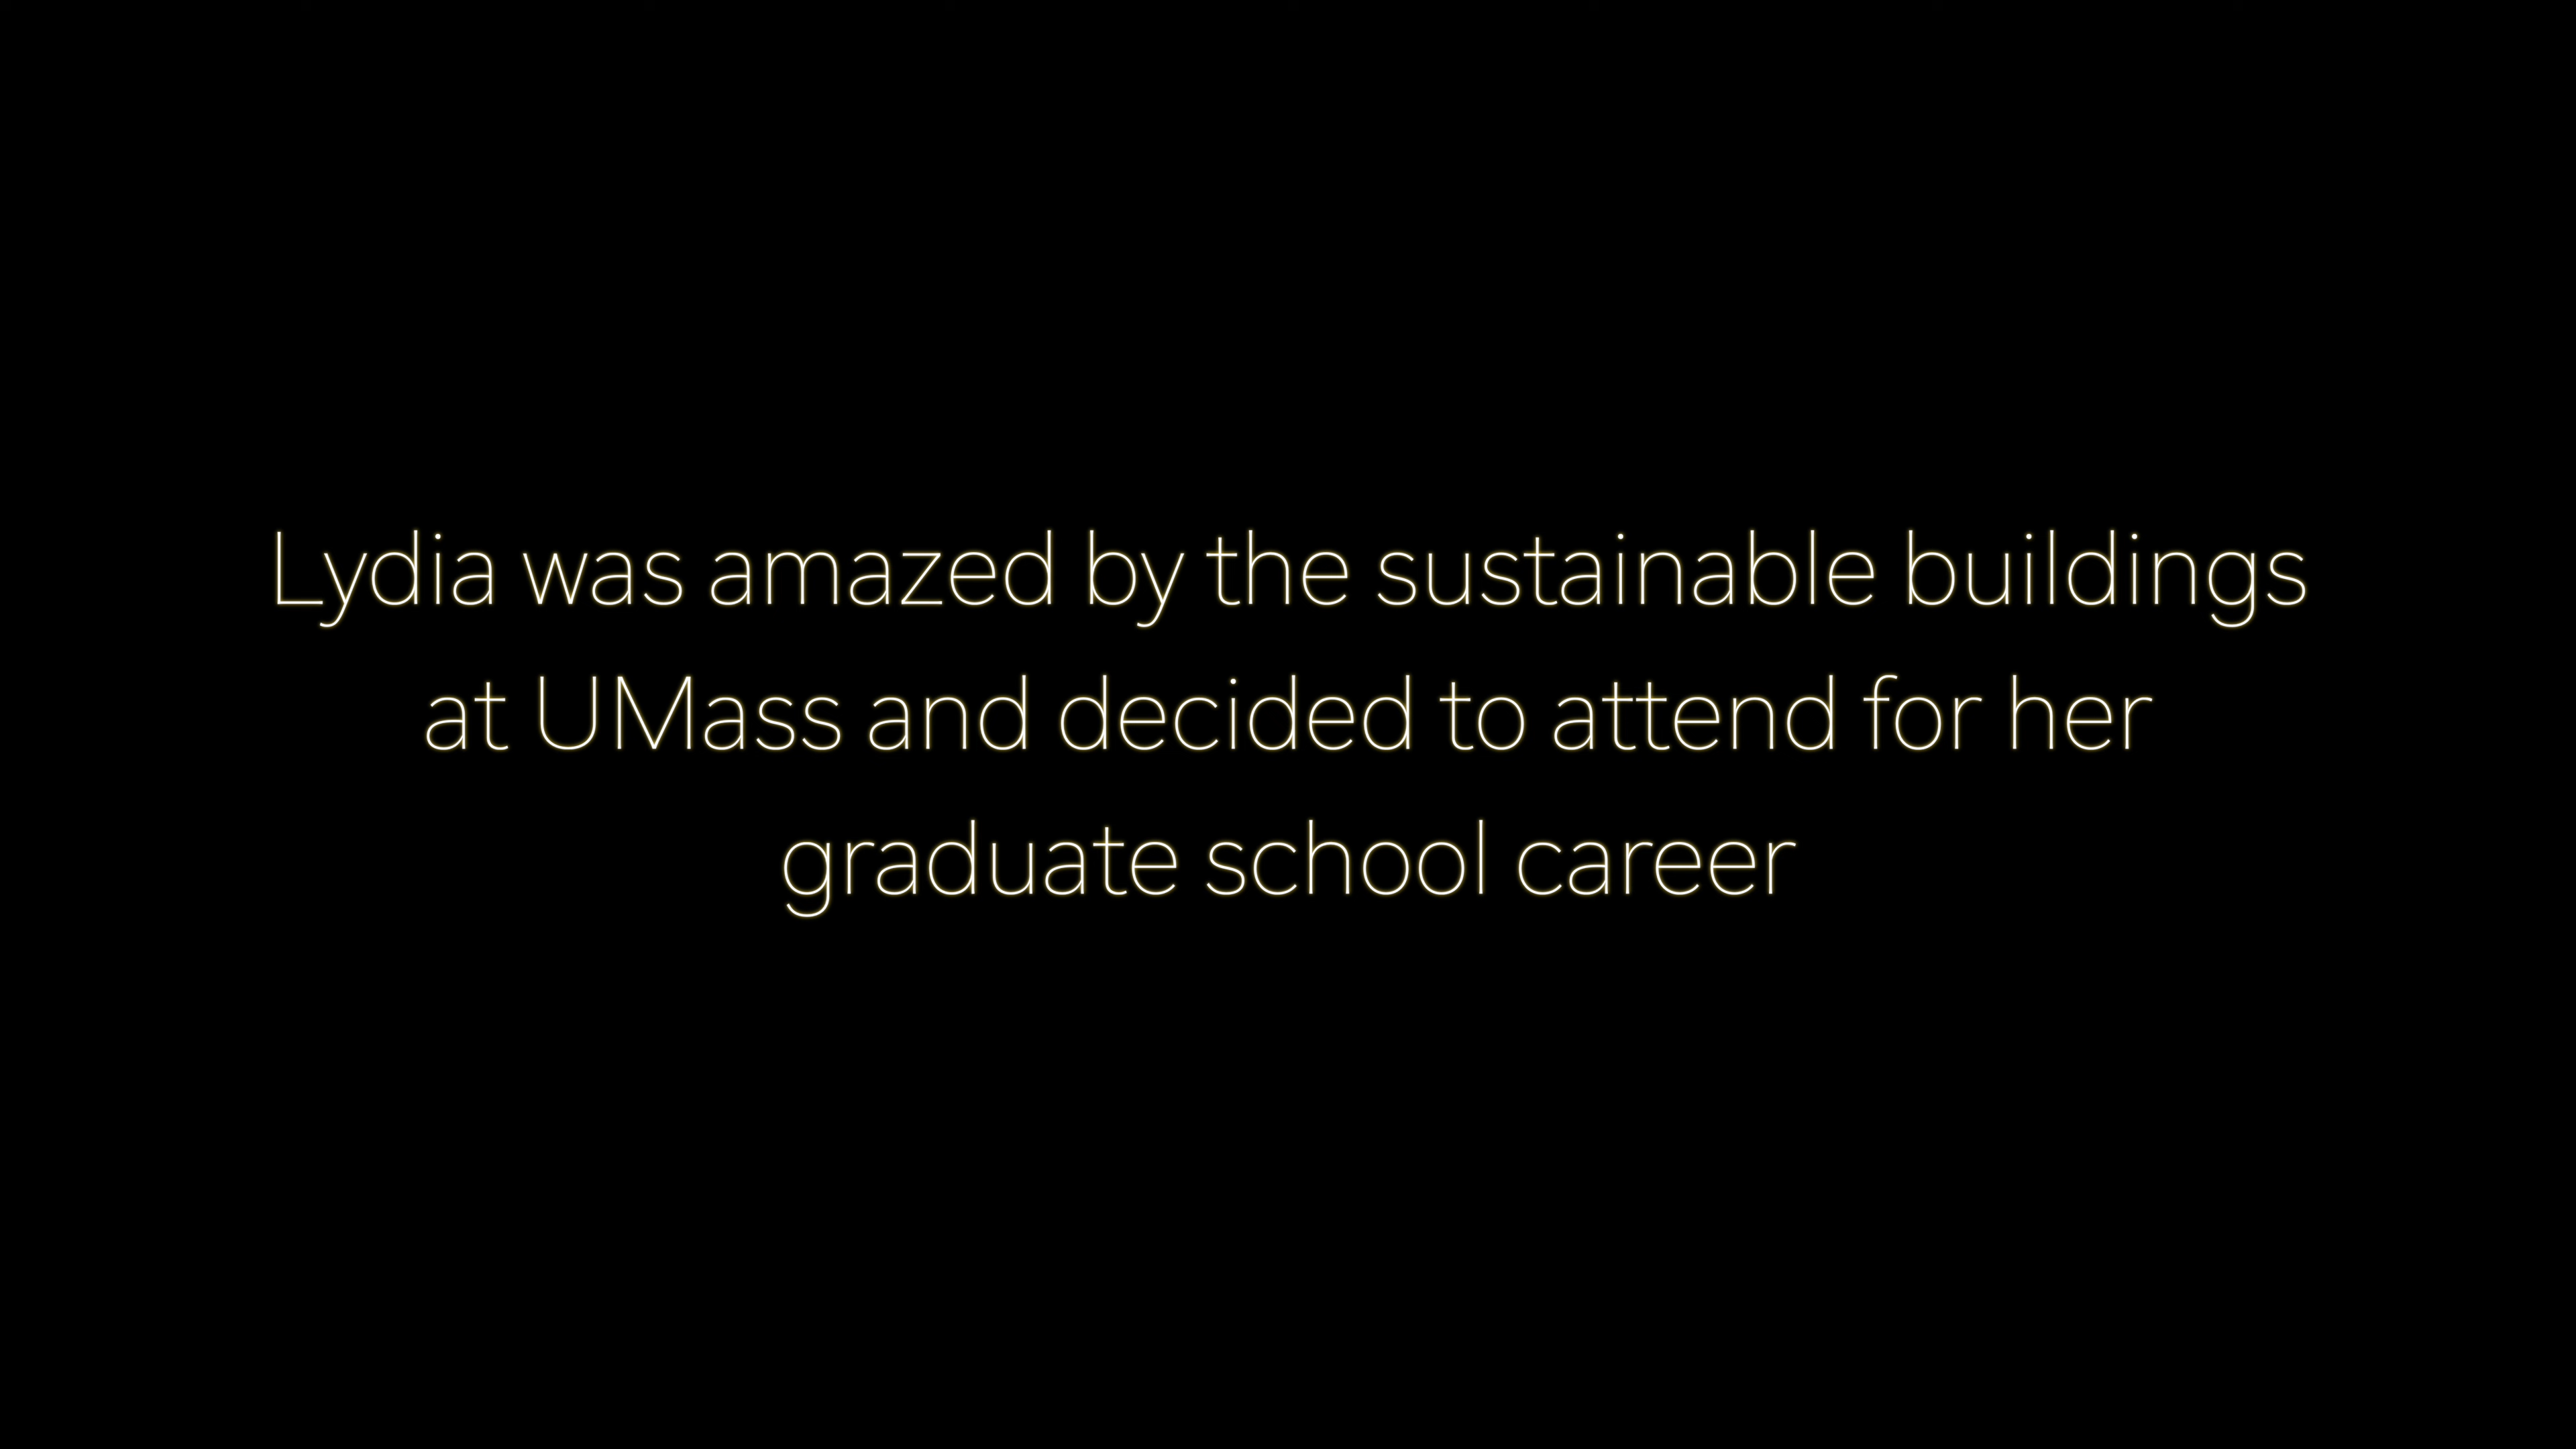 Lydia was amazed by the sustainable buildings
at UMass and decided to attend for her
graduate school career